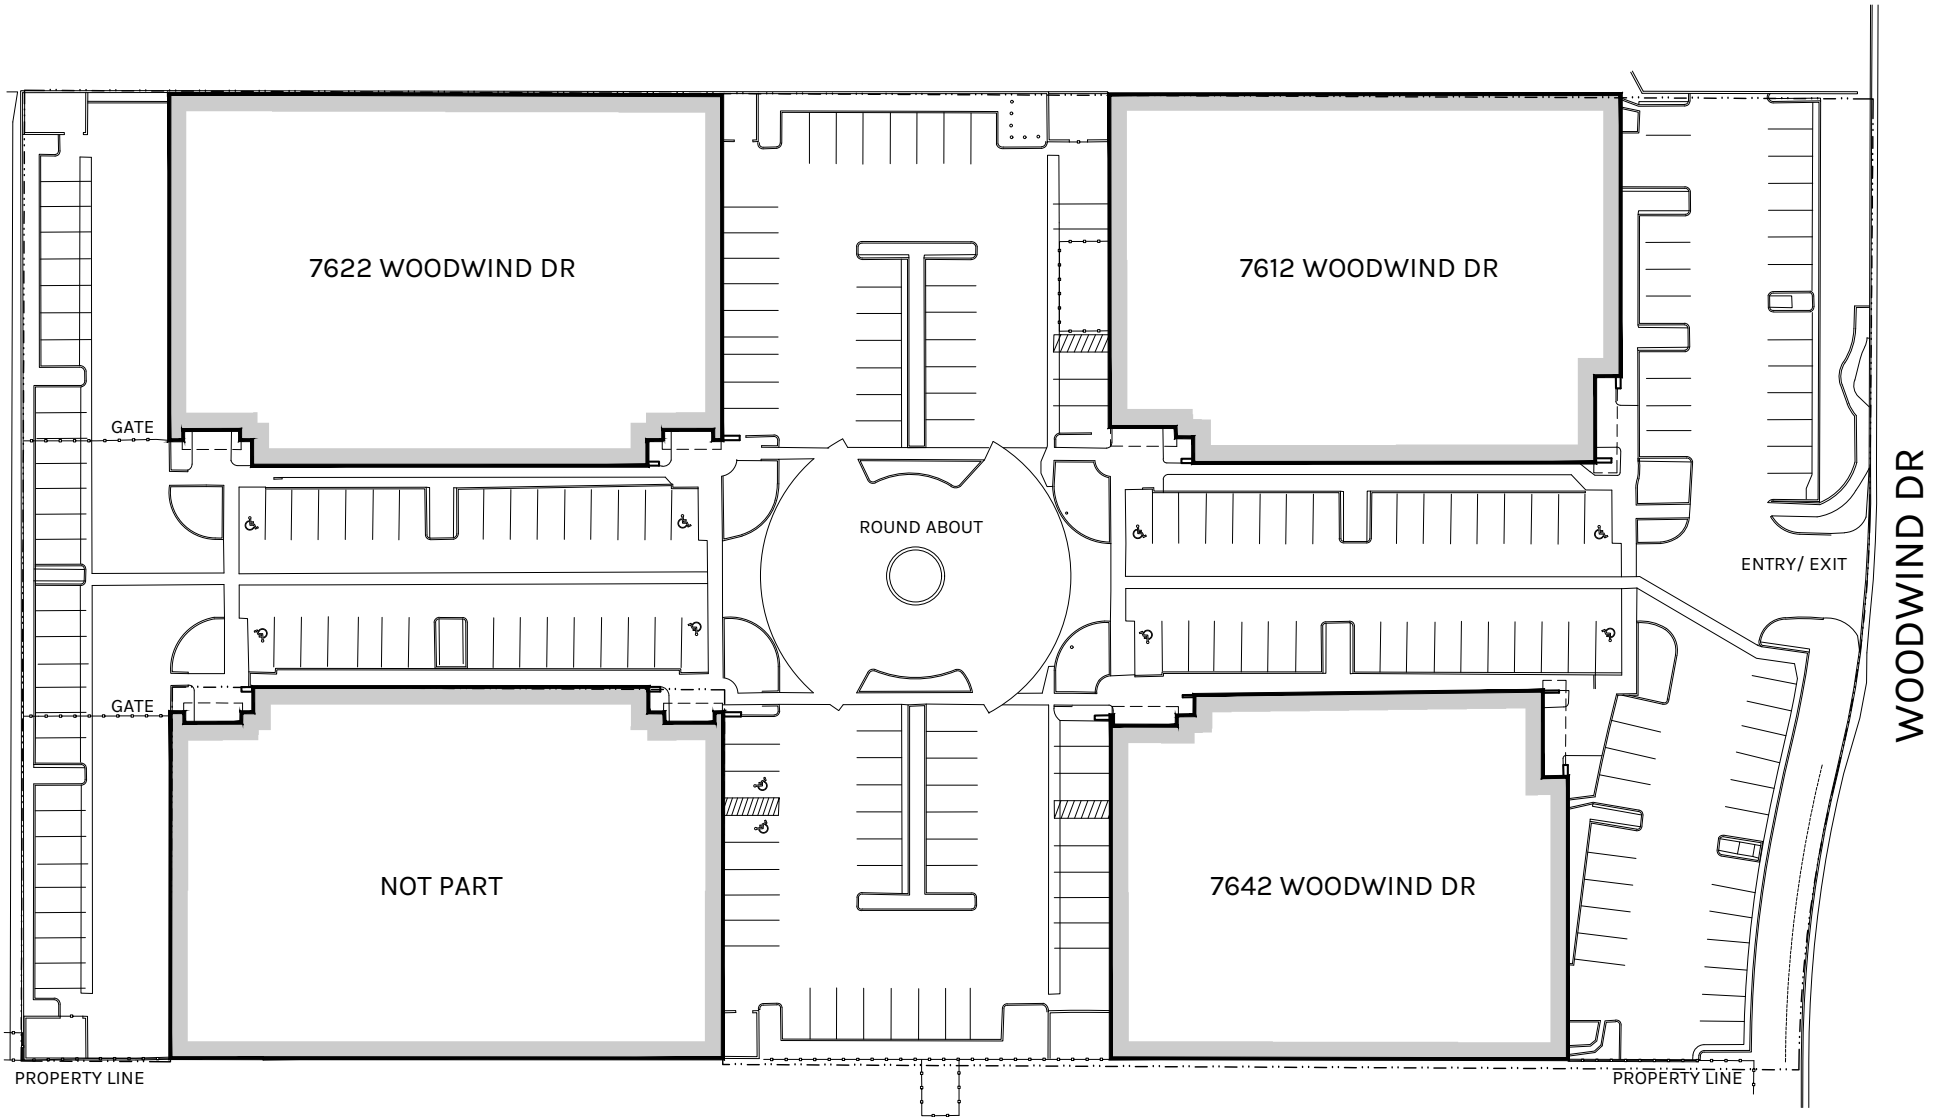 7622 WOODWIND DR
7612 WOODWIND DR
GATE
ROUND ABOUT
ENTRY/ EXIT
WOODWIND DR
GATE
NOT PART
7642 WOODWIND DR
PROPERTY LINE
PROPERTY LINE